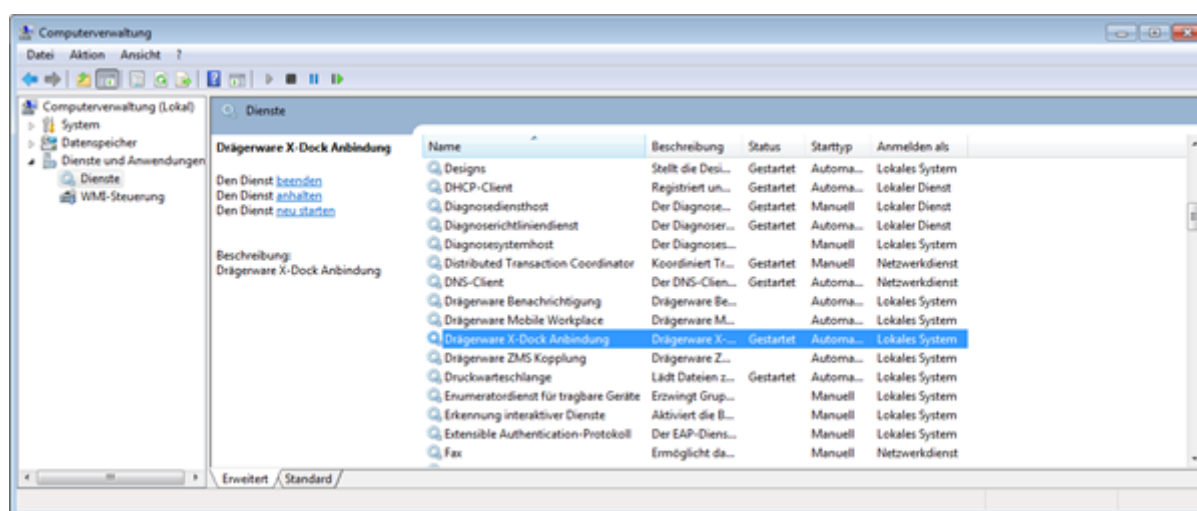 Computerverwaltung
Datei Aktion Ansicht ?
Computerverwaltung (Lokal)
System
Datenspeicher
Dienste und Anwendungen
Dienste
WMI-Steuerung
Dienste
Drägerware X-Dock Anbindung
Den Dienst beenden
Den Dienst anhalten
Den Dienst neu starten
Beschreibung:
Drägerware X-Dock Anbindung
Name Beschreibung Status Starttyp Anmelden als
Designs Stellt die Desi... Gestartet Automa... Lokales System
DHCP-Client Registriert un... Gestartet Automa... Lokaler Dienst
Diagnosediensthost Der Diagnose... Gestartet Manuell Lokaler Dienst
Diagnoserichtliniendienst Der Diagnoser... Gestartet Automa... Lokaler Dienst
Diagnosesystemhost Der Diagnoses... Manuell Lokales System
Distributed Transaction Coordinator Koordiniert Tr... Gestartet Manuell Netzwerkdienst
DNS-Client Der DNS-Clien... Gestartet Automa... Netzwerkdienst
Drägerware Benachrichtigung Drägerware Be... Automa... Lokales System
Drägerware Mobile Workplace Drägerware M... Automa... Lokales System
Drägerware X-Dock Anbindung Drägerware X-... Gestartet Automa... Lokales System
Drägerware ZMS Kopplung Drägerware Z... Automa... Lokales System
Druckwarteschlange Lädt Dateien z... Gestartet Automa... Lokales System
Enumeratordienst für tragbare Geräte Erzwingt Grup... Manuell Lokales System
Erkennung interaktiver Dienste Aktiviert die B... Manuell Lokales System
Extensible Authentication-Protokoll Der EAP-Diens... Manuell Lokales System
Fax Ermöglicht da... Manuell Netzwerkdienst
Erweitert Standard